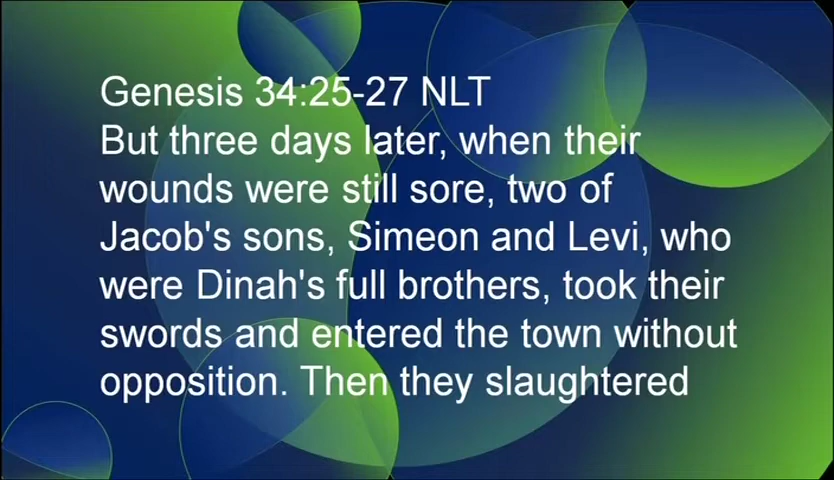 Genesis 34:25-27 NLT
But three days later, when their
wounds were still sore, two of
Jacob's sons, Simeon and Levi, who
were Dinah's full brothers, took their
swords and entered the town without
opposition. Then they slaughtered